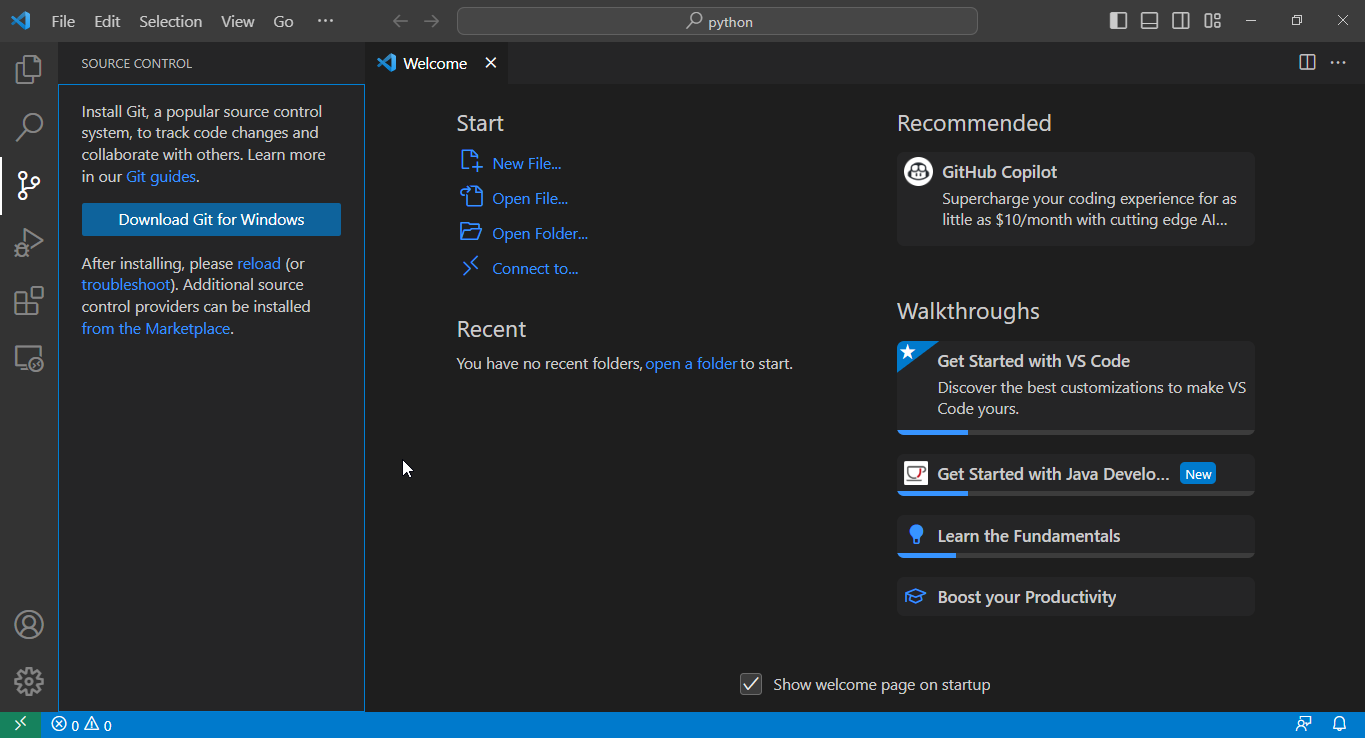 File Edit Selection View Go ···
python
SOURCE CONTROL
Install Git, a popular source control
system, to track code changes and
collaborate with others. Learn more
in our Git guides.
Download Git for Windows
After installing, please reload (or
troubleshoot). Additional source
control providers can be installed
from the Marketplace.
Welcome
Start
New File...
Open File...
Open Folder...
Connect to...
Recent
You have no recent folders, open a folder to start.
Recommended
GitHub Copilot
Supercharge your coding experience for as
little as $10/month with cutting edge AI...
Walkthroughs
Get Started with VS Code
Discover the best customizations to make VS
Code yours.
Get Started with Java Develo... New
Learn the Fundamentals
Boost your Productivity
Show welcome page on startup
0 0